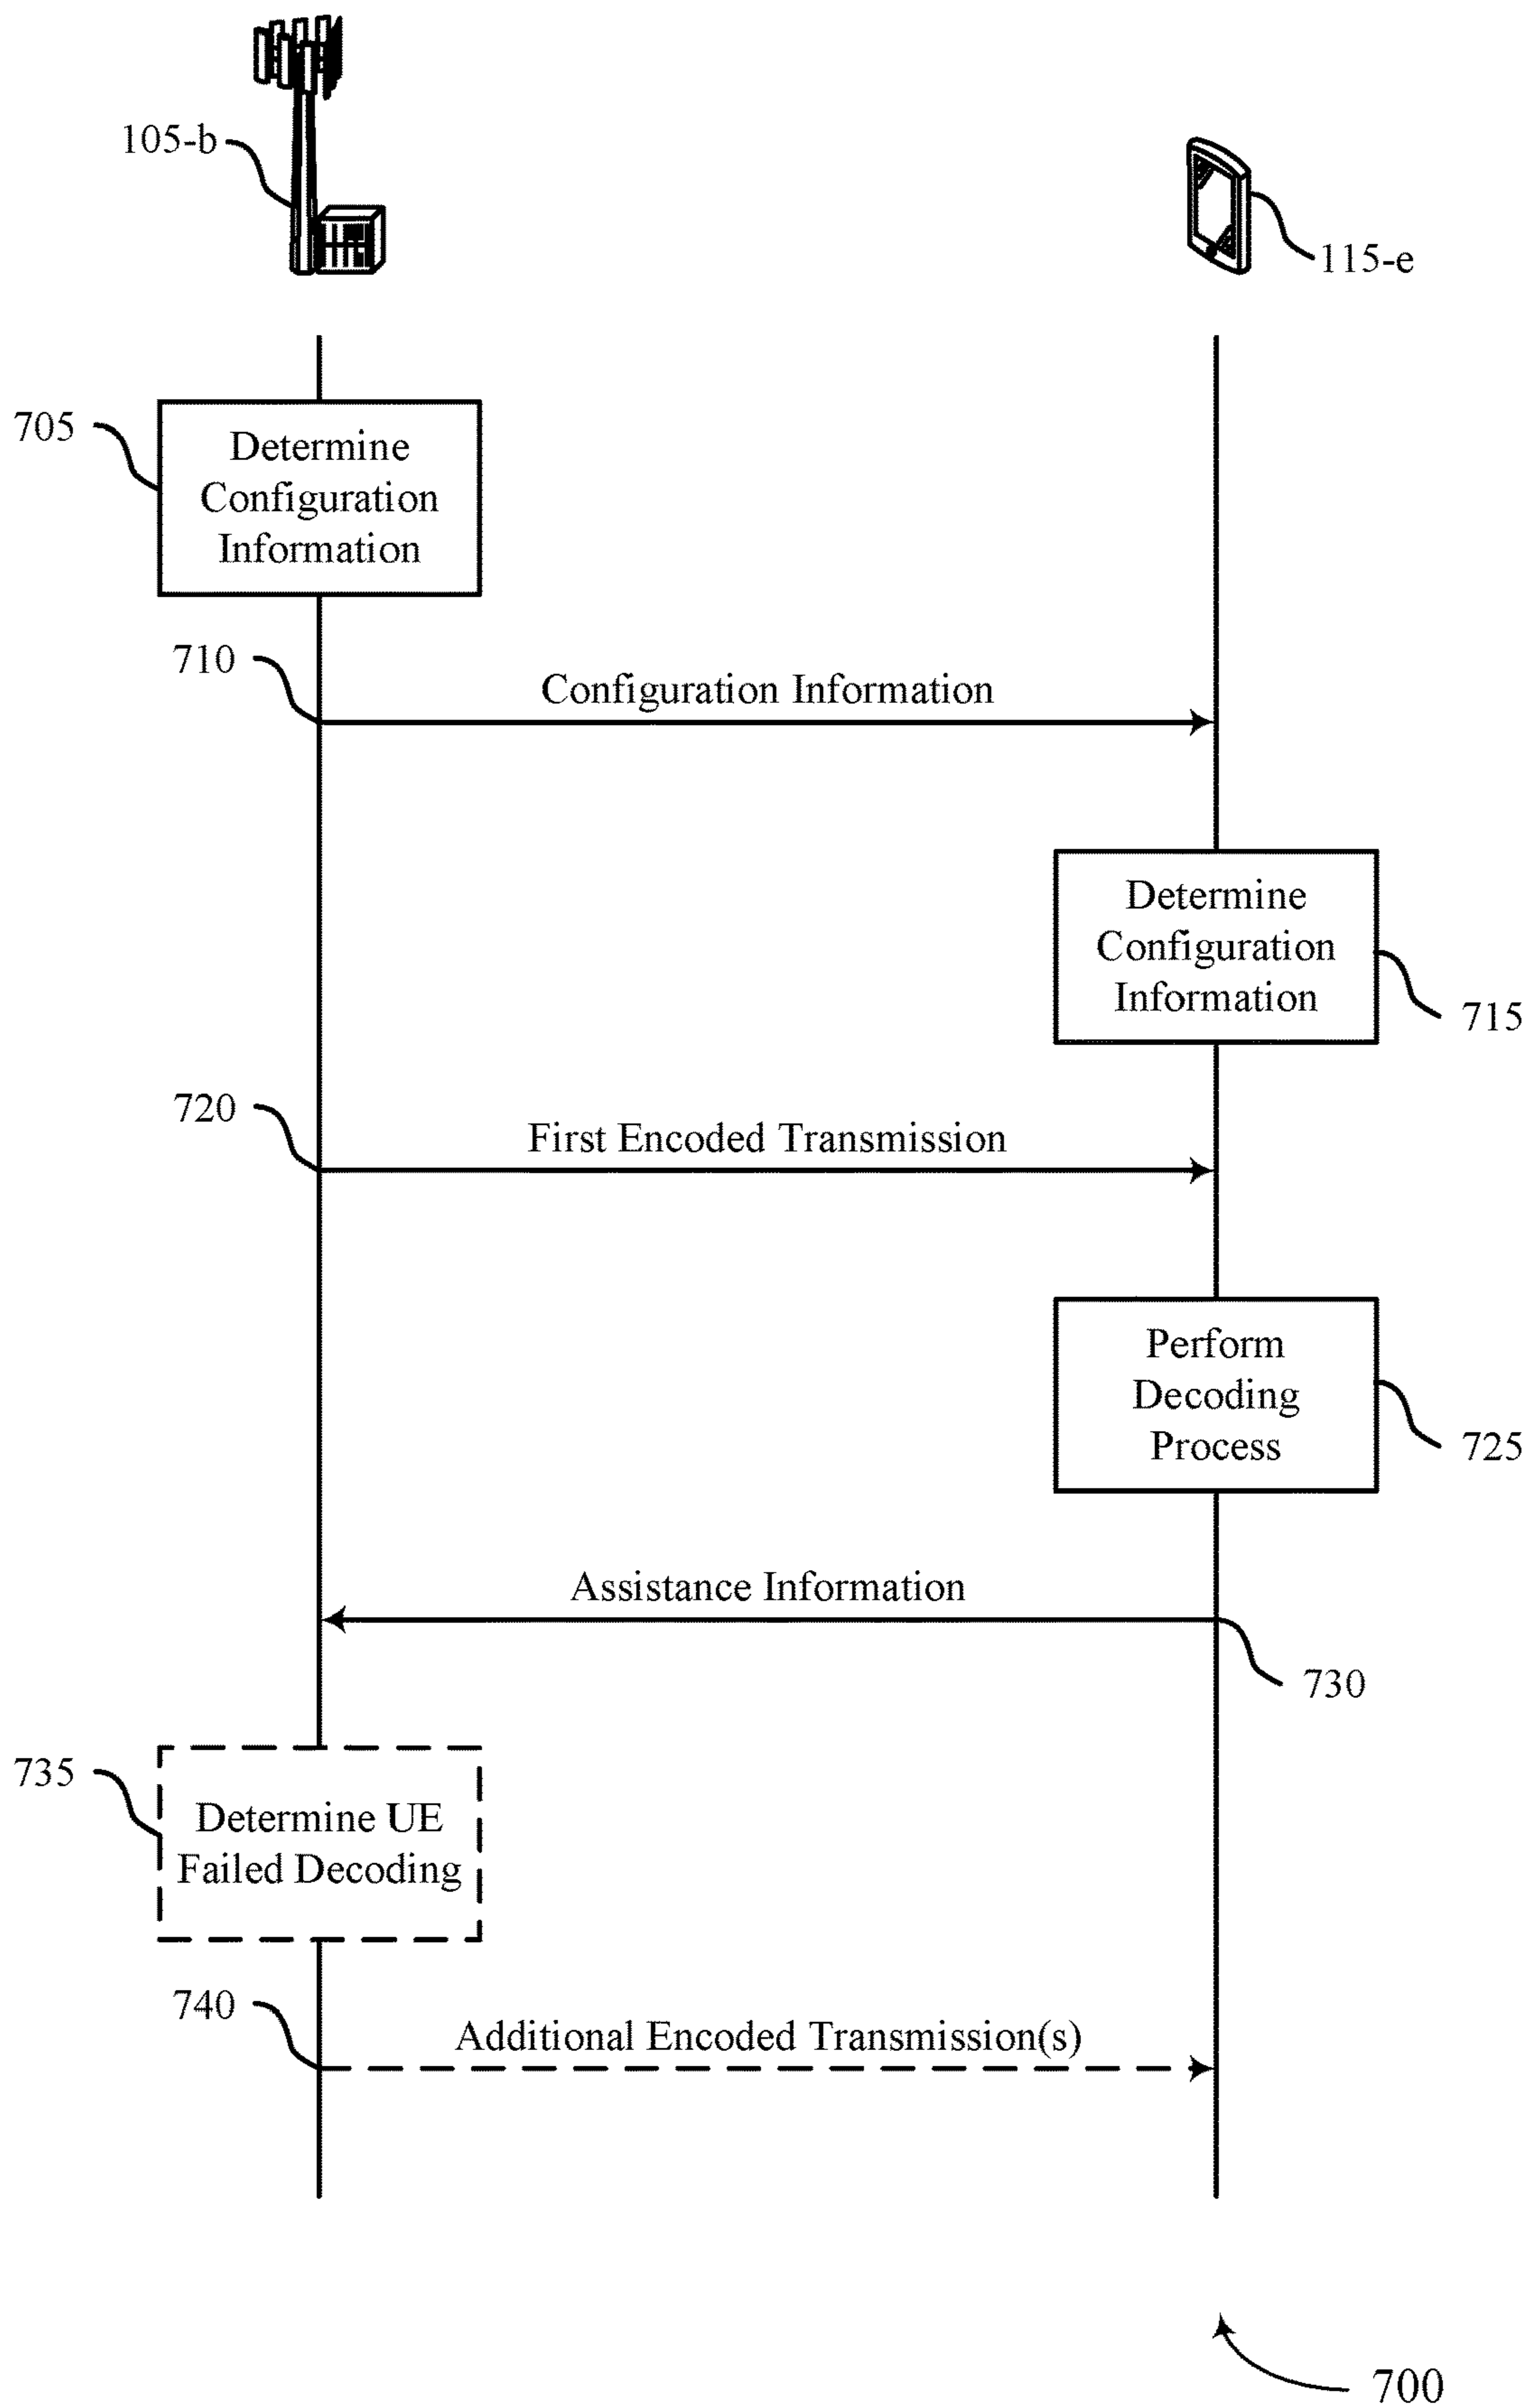 105-b
115-e
705
Determine
Configuration
Information
710
Configuration Information
Determine
Configuration
Information
715
720
First Encoded Transmission
Perform
Decoding
Process
725
Assistance Information
730
735
Determine UE
Failed Decoding
740
Additional Encoded Transmission(s)
700